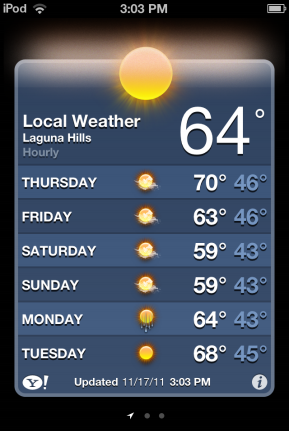 iPod 3:03 PM
Local Weather 64°
Laguna Hills
Hourly
THURSDAY 70° 46°
FRIDAY 63° 46°
SATURDAY 59° 43°
SUNDAY 59° 43°
MONDAY 64° 43°
TUESDAY 68° 45°
Y! Updated 11/17/11 3:03 PM i